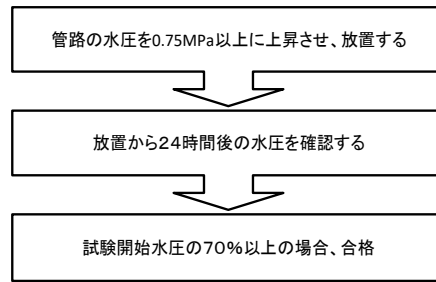 管路の水圧を0.75MPa以上に上昇させ、放置する
放置から２４時間後の水圧を確認する
試験開始水圧の７０％以上の場合、合格